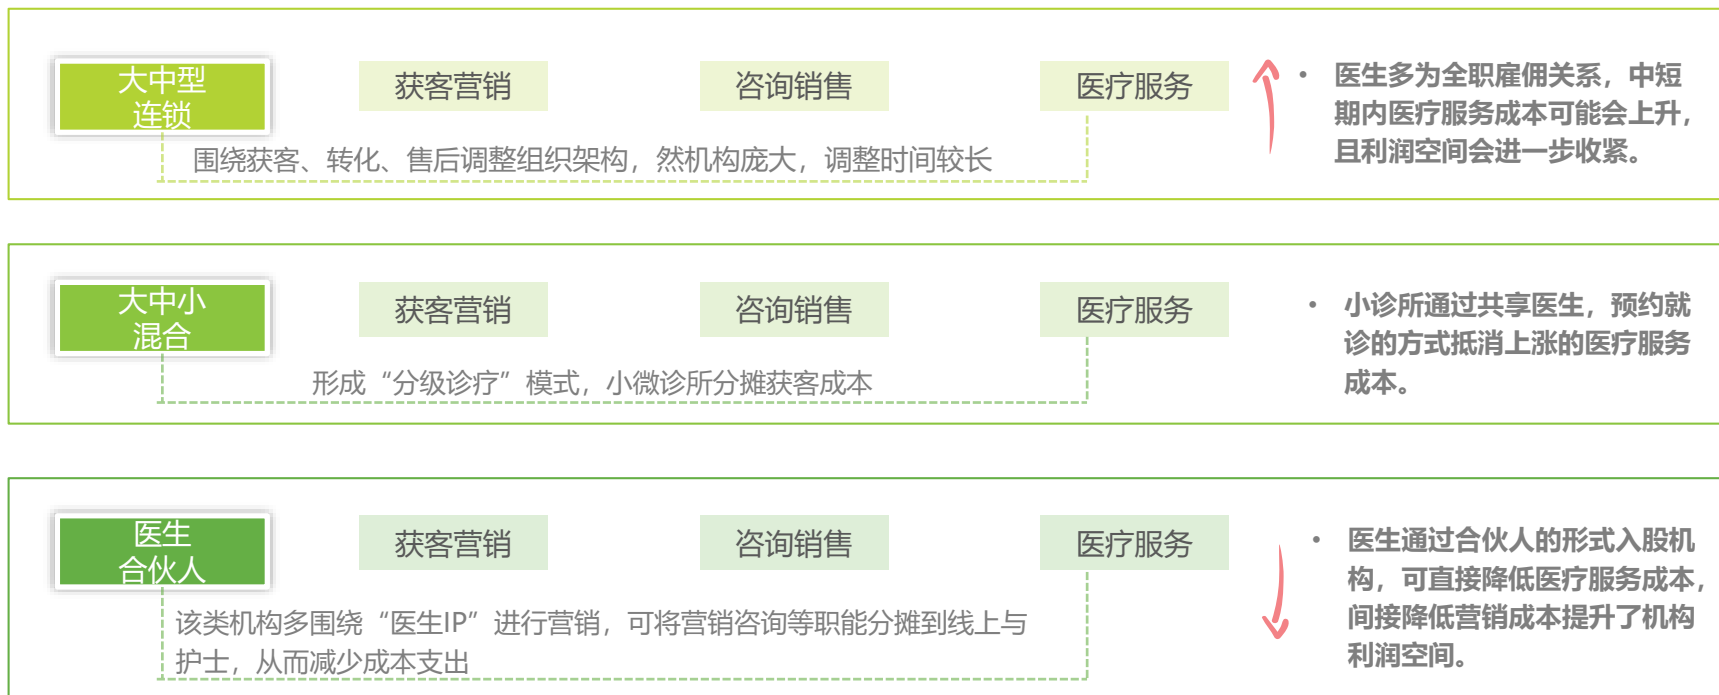 大中型
连锁
获客营销
咨询销售
医疗服务
围绕获客、转化、售后调整组织架构，然机构庞大，调整时间较长
• 医生多为全职雇佣关系，中短
期内医疗服务成本可能会上升，
且利润空间会进一步收紧。
大中小
混合
获客营销
咨询销售
医疗服务
形成“分级诊疗”模式，小微诊所分摊获客成本
• 小诊所通过共享医生，预约就
诊的方式抵消上涨的医疗服务
成本。
医生
合伙人
获客营销
咨询销售
医疗服务
该类机构多围绕“医生IP”进行营销，可将营销咨询等职能分摊到线上与
护士，从而减少成本支出
• 医生通过合伙人的形式入股机
构，可直接降低医疗服务成本，
间接降低营销成本提升了机构
利润空间。